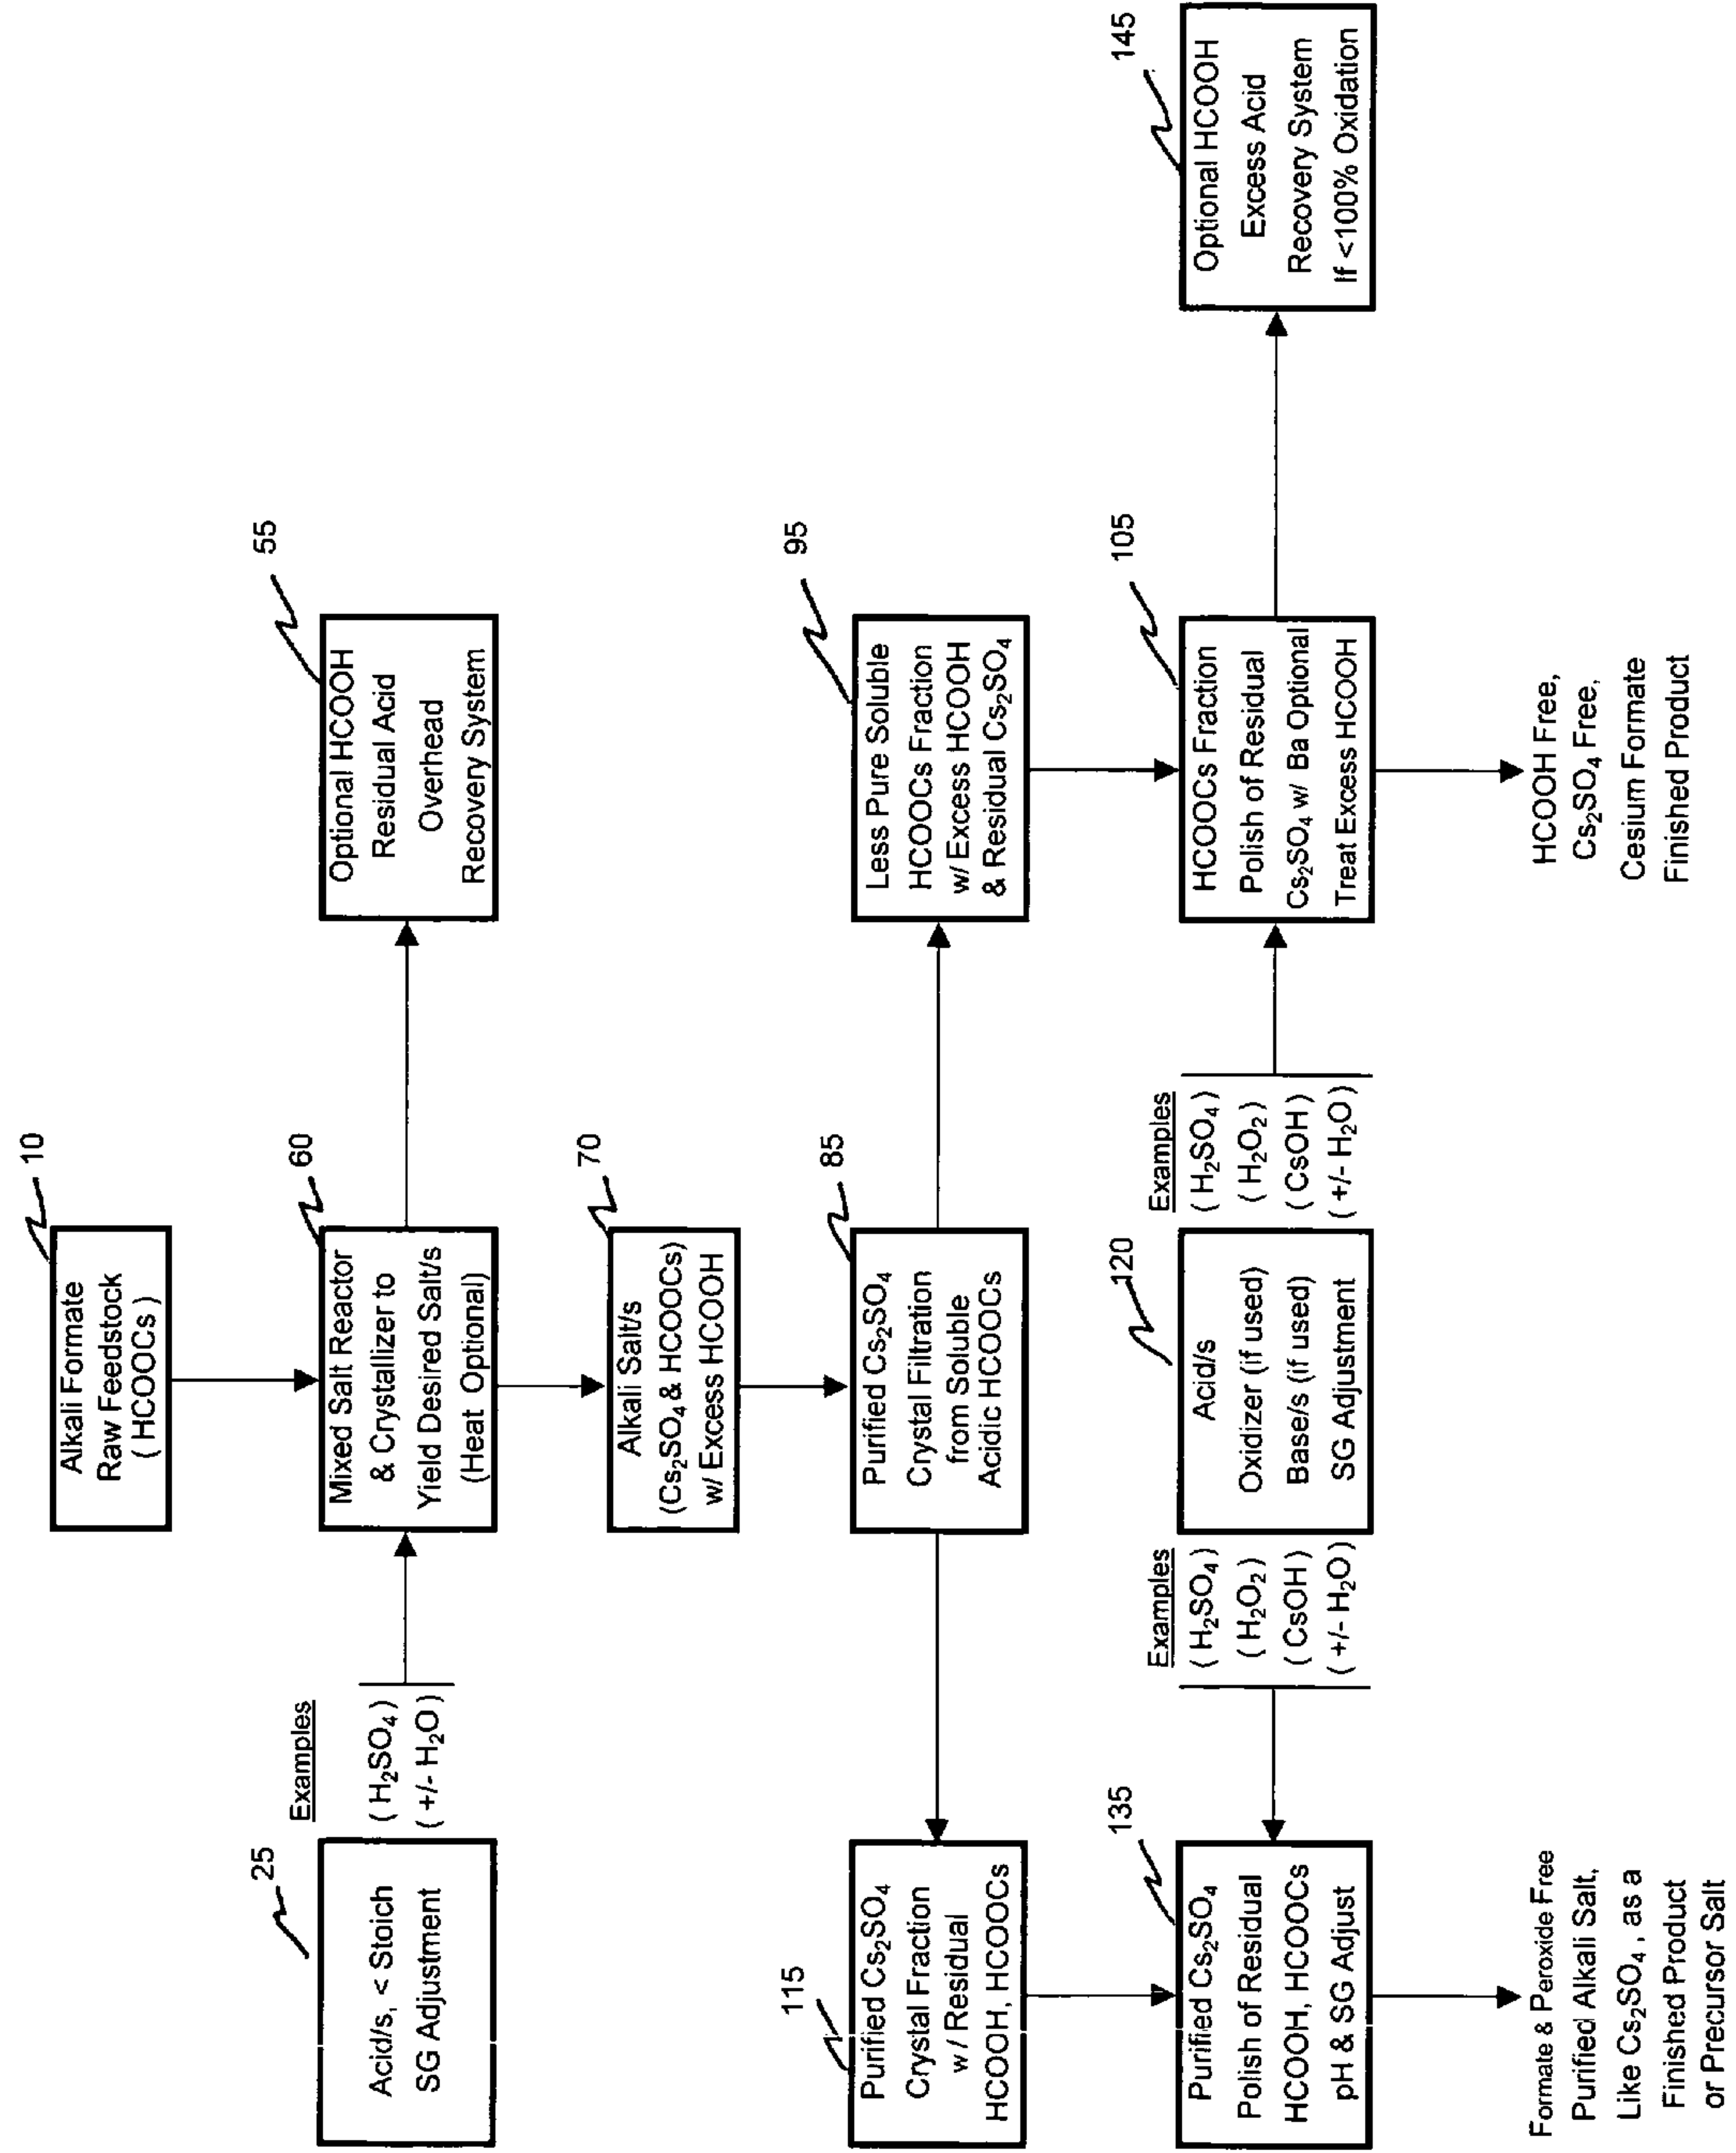 10
Alkali Formate
Raw Feedstock
( HCOOCs )
25
Acid/s, < Stoich
SG Adjustment
Examples
( H₂SO₄ )
( +/- H₂O )
60
Mixed Salt Reactor
& Crystallizer to
Yield Desired Salt/s
(Heat Optional)
55
Optional HCOOH
Residual Acid
Overhead
Recovery System
70
Alkali Salt/s
(Cs₂SO₄ & HCOOCs)
w/ Excess HCOOH
85
Purified Cs₂SO₄
Crystal Filtration
from Soluble
Acidic HCOOCs
95
Less Pure Soluble
HCOOCs Fraction
w/ Excess HCOOH
& Residual Cs₂SO₄
115
Purified Cs₂SO₄
Crystal Fraction
w/ Residual
HCOOH, HCOOCs
135
Purified Cs₂SO₄
Polish of Residual
HCOOH, HCOOCs
pH & SG Adjust
Examples
( H₂SO₄)
( H₂O₂ )
( CsOH )
( +/- H₂O )
120
Acid/s
Oxidizer (if used)
Base/s (if used)
SG Adjustment
Examples
( H₂SO₄ )
( H₂O₂ )
( CsOH )
( +/- H₂O )
105
HCOOCs Fraction
Polish of Residual
Cs₂SO₄ w/ Ba Optional
Treat Excess HCOOH
145
Optional HCOOH
Excess Acid
Recovery System
If <100% Oxidation
Formate & Peroxide Free
Purified Alkali Salt,
Like Cs₂SO₄, as a
Finished Product
or Precursor Salt
HCOOH Free,
Cs₂SO₄ Free,
Cesium Formate
Finished Product